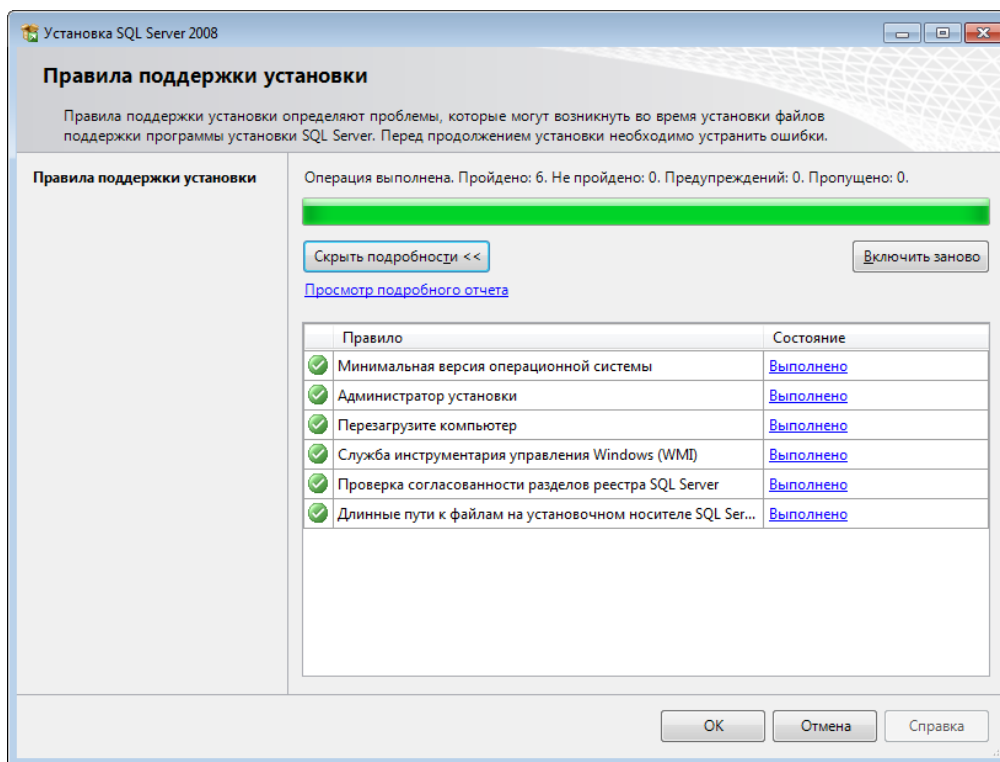 Установка SQL Server 2008
Правила поддержки установки
Правила поддержки установки определяют проблемы, которые могут возникнуть во время установки файлов
поддержки программы установки SQL Server. Перед продолжением установки необходимо устранить ошибки.
Правила поддержки установки
Операция выполнена. Пройдено: 6. Не пройдено: 0. Предупреждений: 0. Пропущено: 0.
Скрыть подробности <<
Включить заново
Просмотр подробного отчета
Правило Состояние
Минимальная версия операционной системы Выполнено
Администратор установки Выполнено
Перезагрузите компьютер Выполнено
Служба инструментария управления Windows (WMI) Выполнено
Проверка согласованности разделов реестра SQL Server Выполнено
Длинные пути к файлам на установочном носителе SQL Ser... Выполнено
OK Отмена Справка